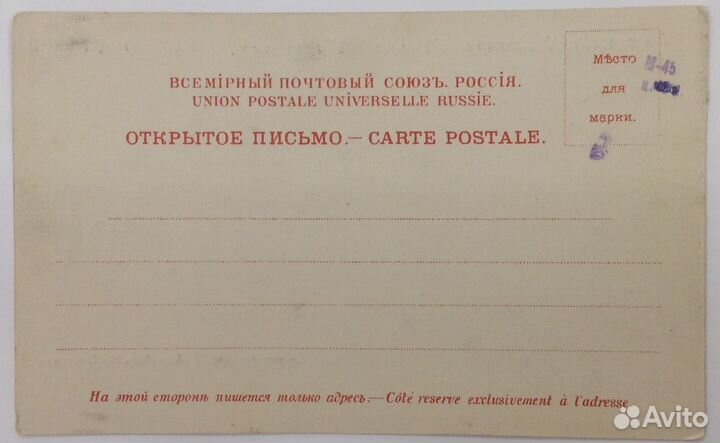 ВСЕМІРНЫЙ ПОЧТОВЫЙ СОЮЗЪ. РОССІЯ.
UNION POSTALE UNIVERSELLE RUSSIE.
ОТКРЫТОЕ ПИСЬМО.— CARTE POSTALE.
Мѣсто
для
марки.
М-45
На этой сторонѣ пишется только адресъ.—Côté reserve exclusivement à l'adresse
Avito